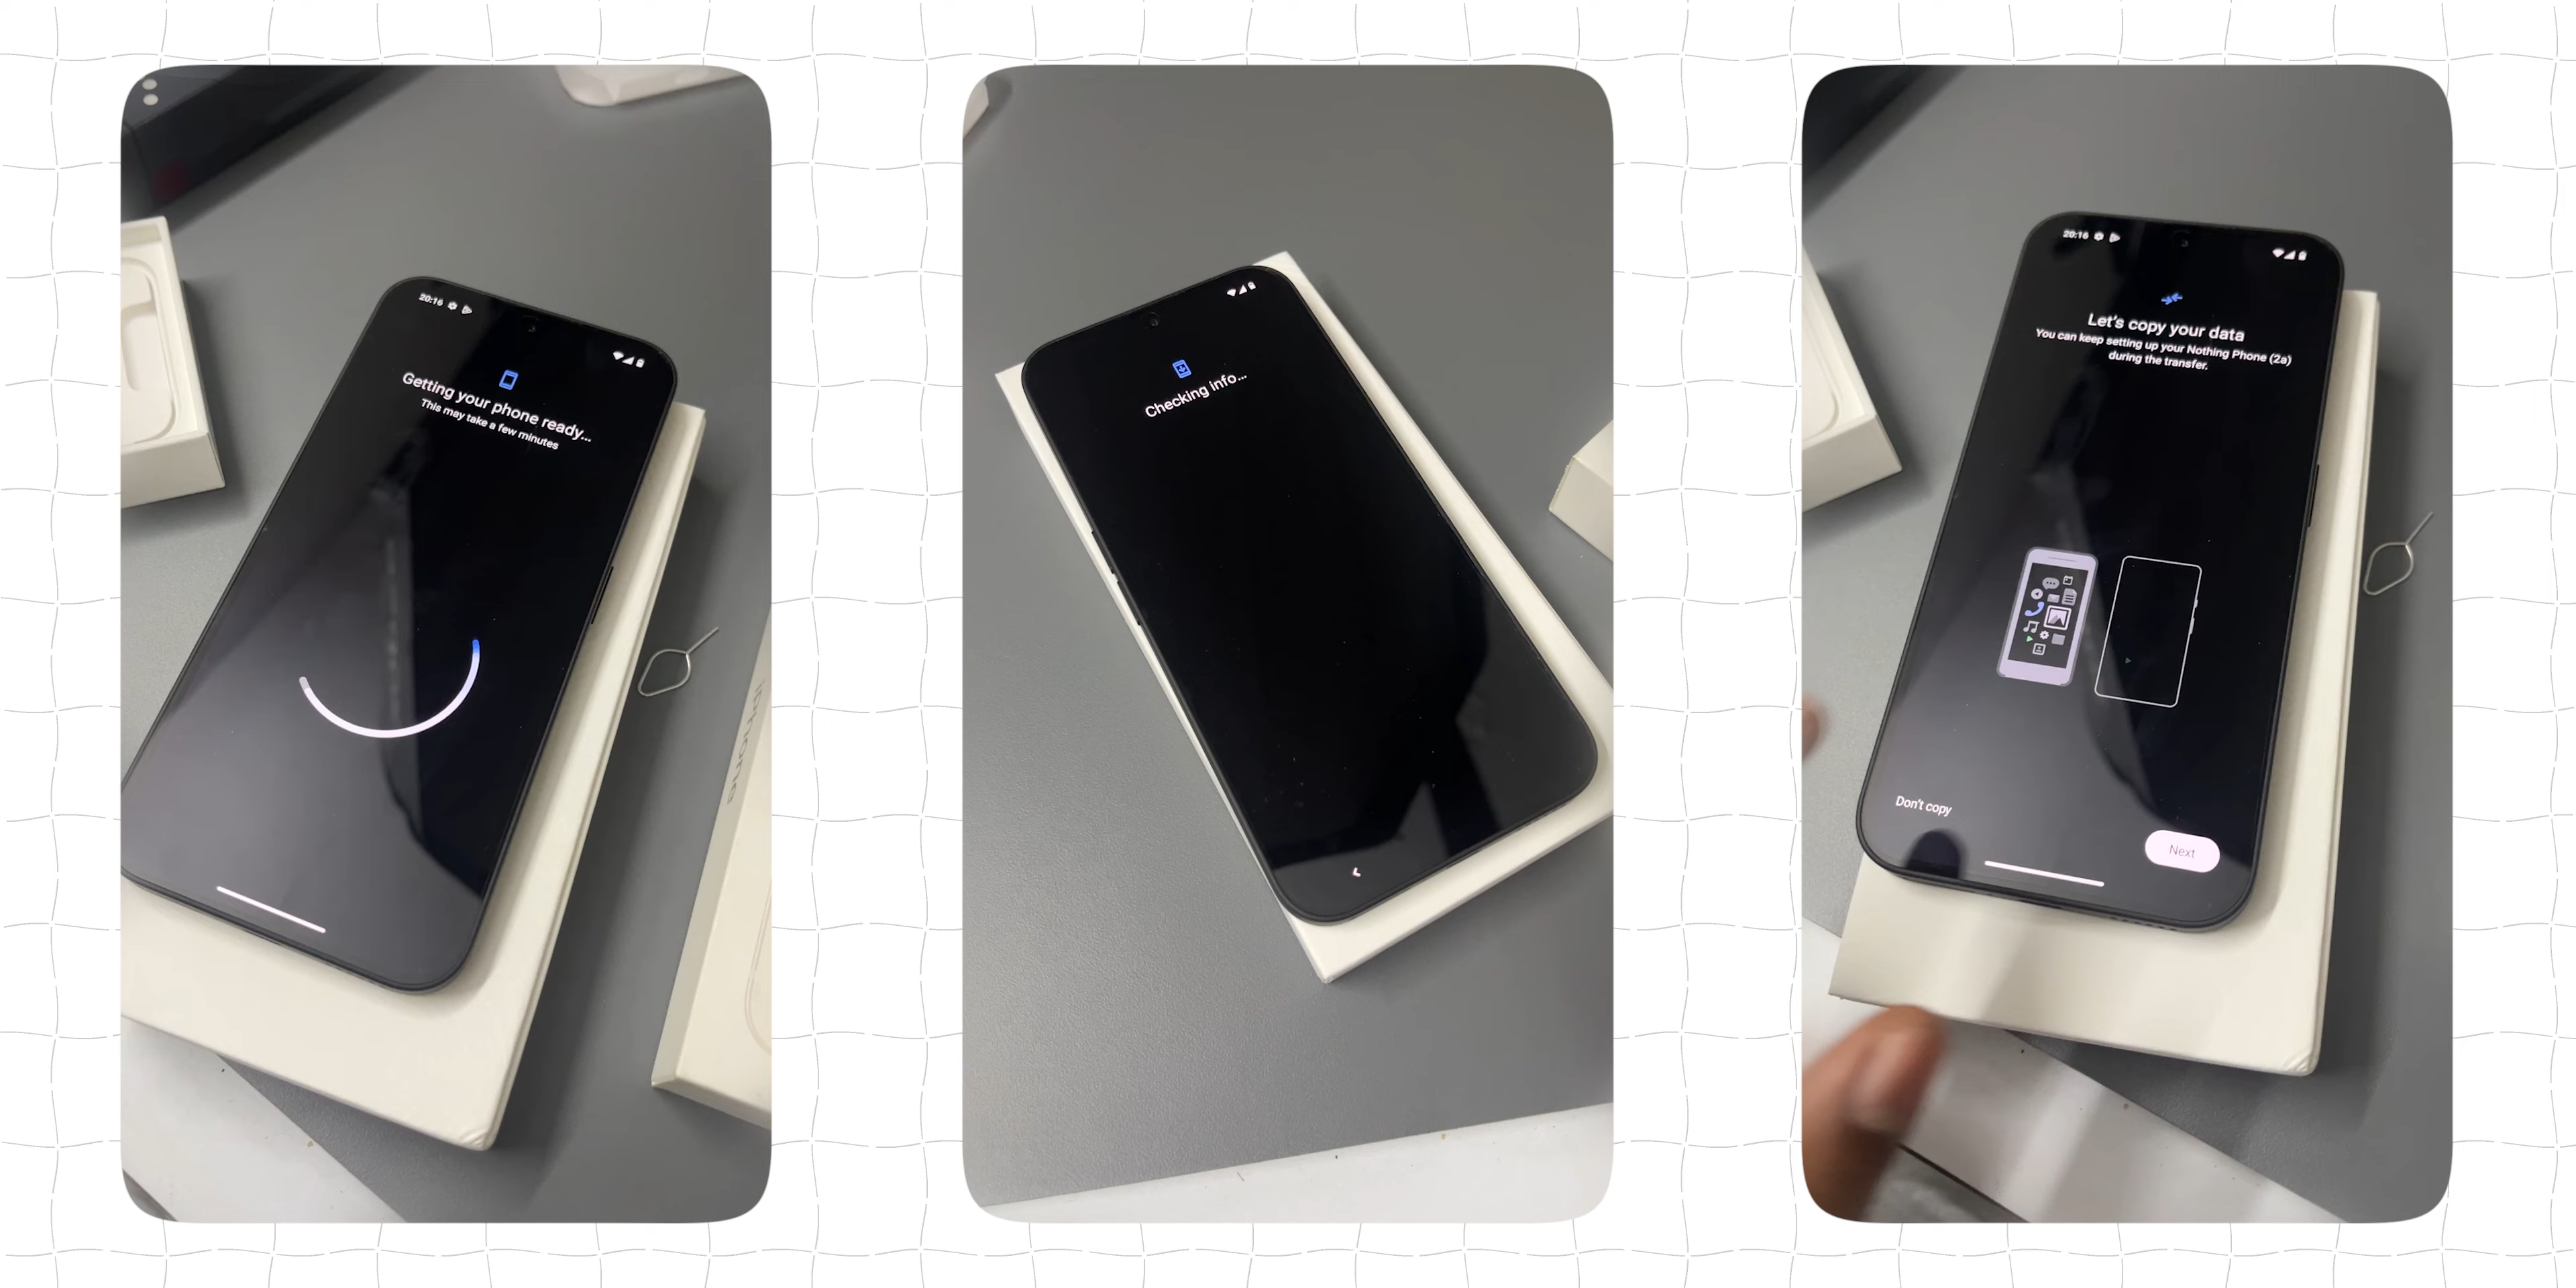 20:16
Getting your phone ready...
This may take a few minutes
iPhone
Checking info...
20:16
Let's copy your data
You can keep setting up your Nothing Phone (2a)
during the transfer.
Don't copy
Next